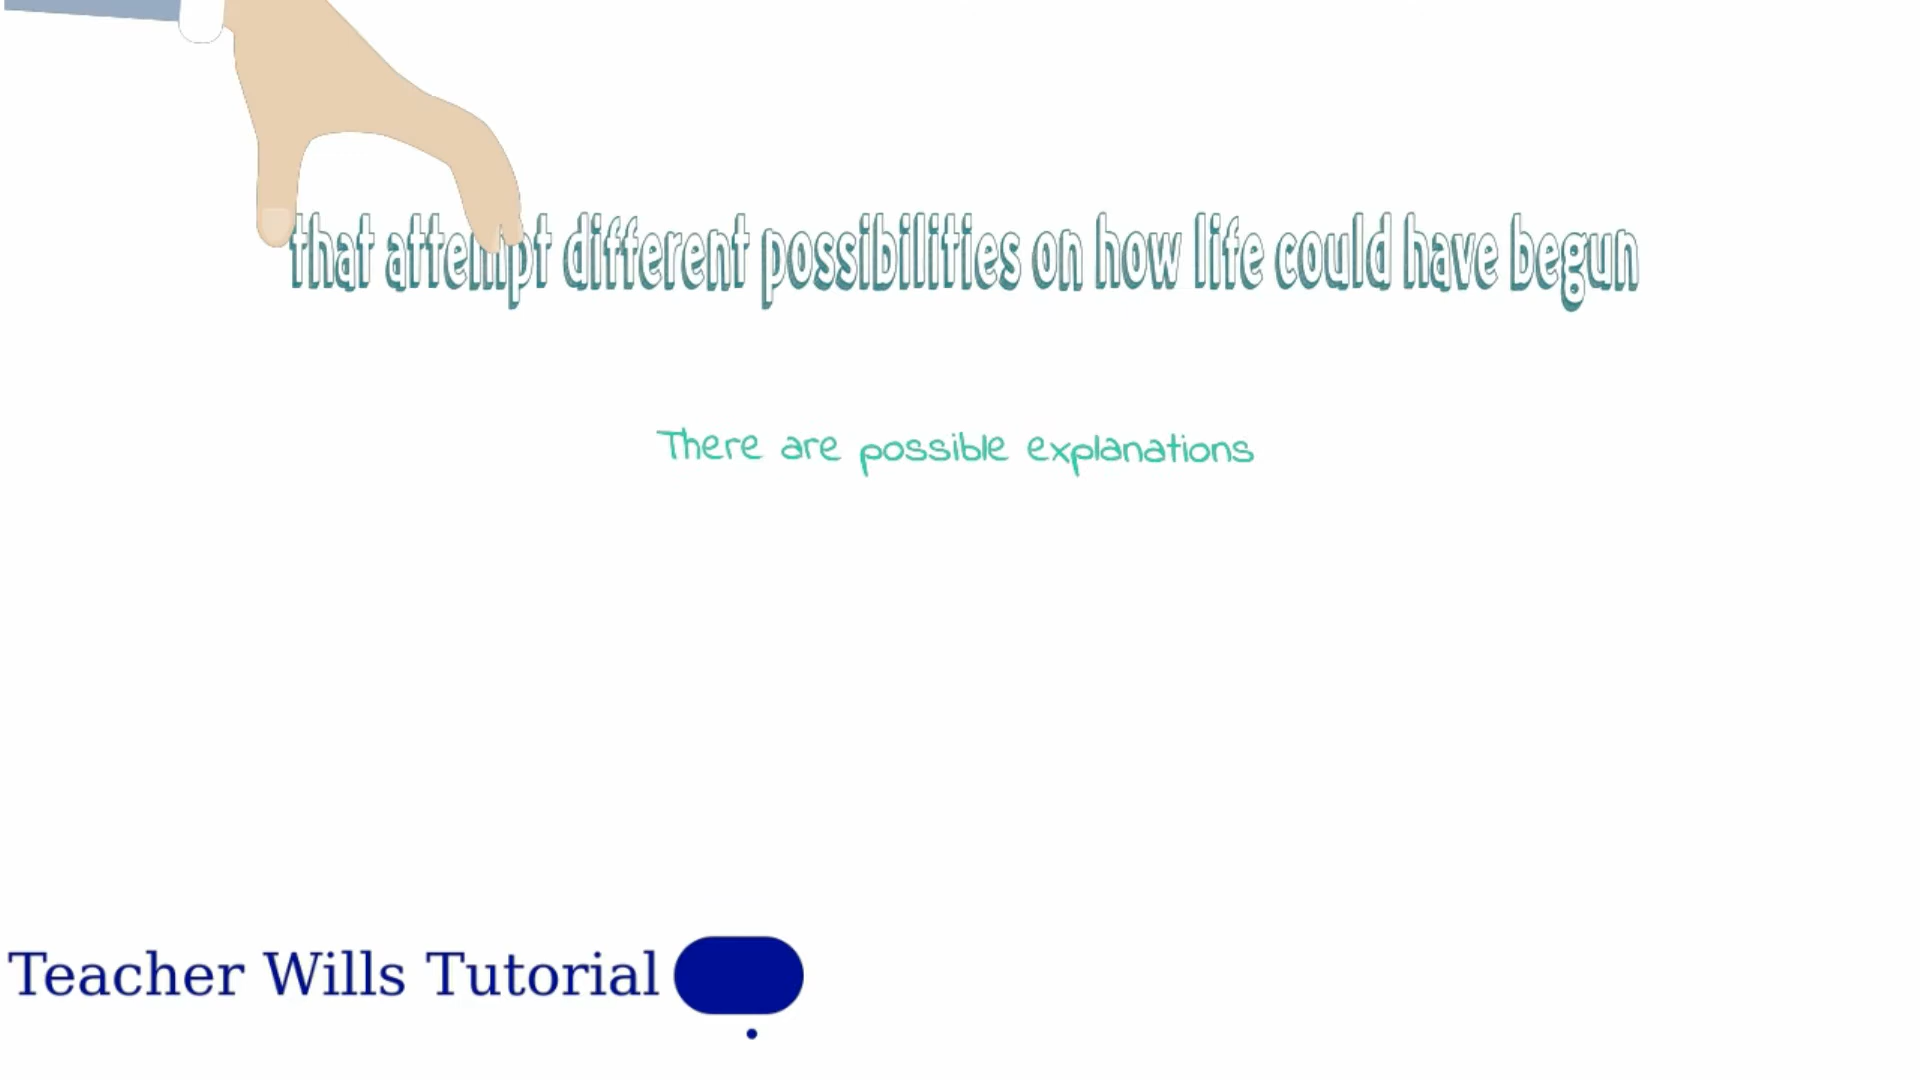 that attempt different possibilities on how life could have begun
There are possible explanations
Teacher Wills Tutorial